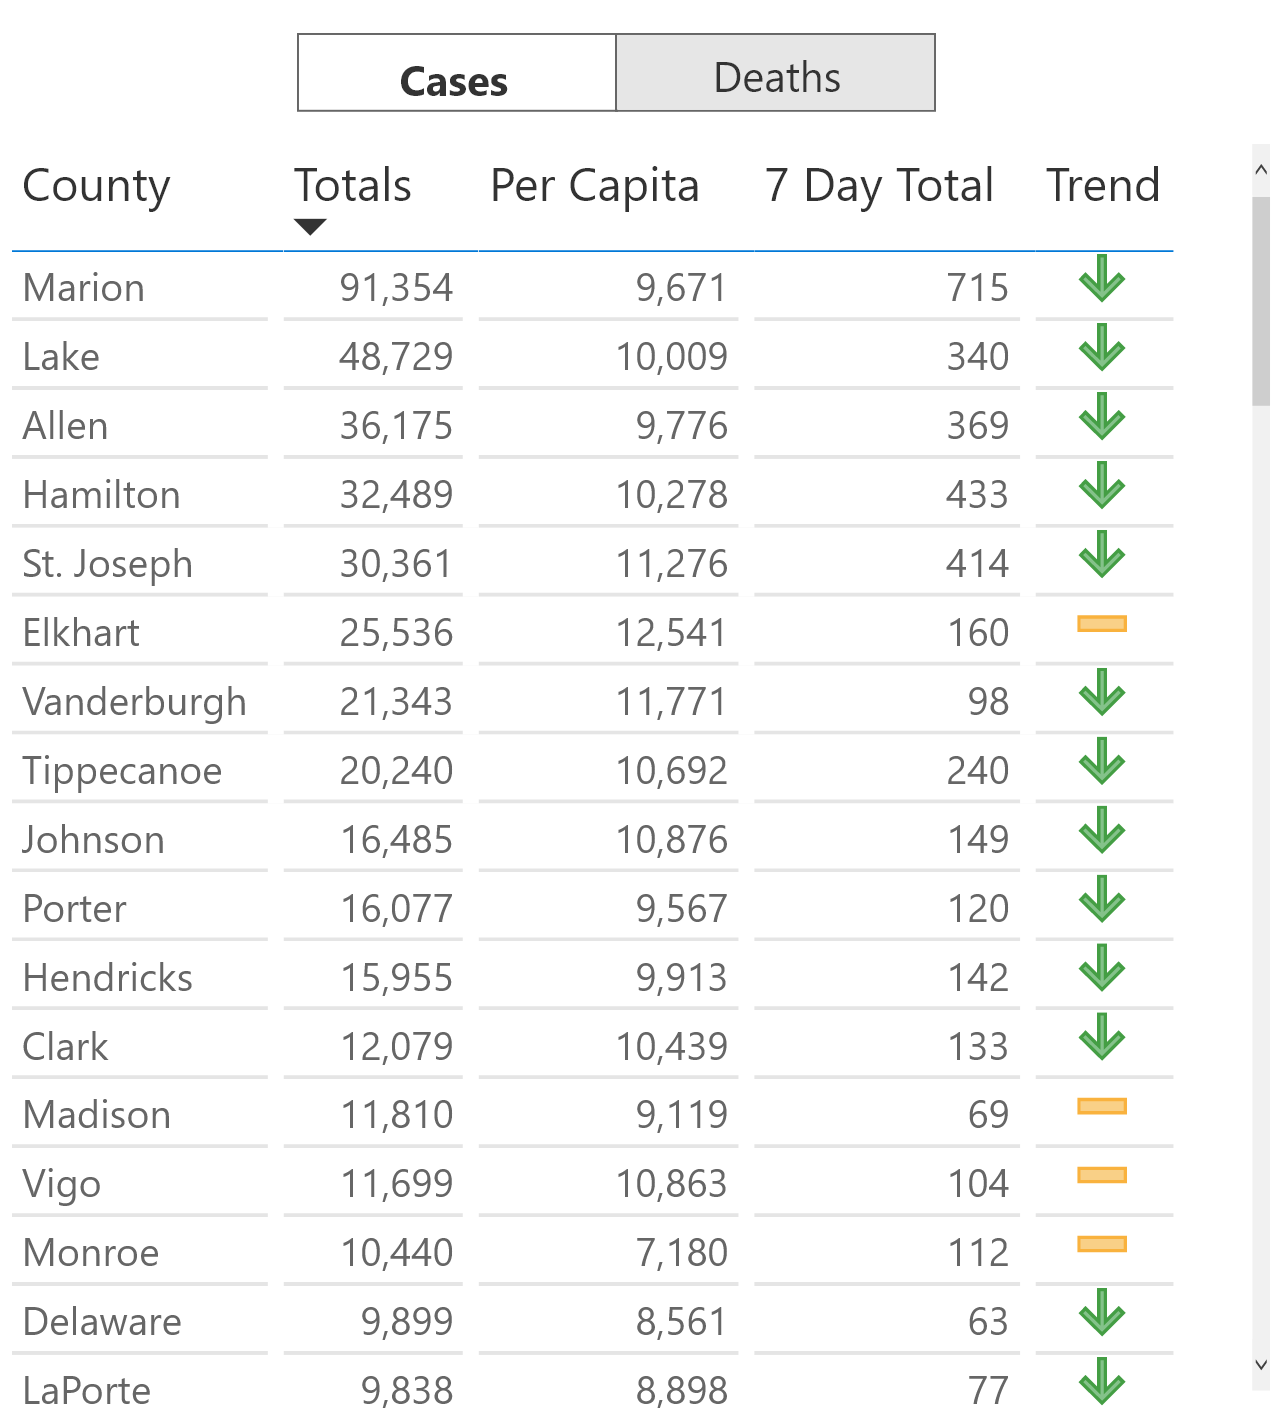 Cases Deaths
County Totals Per Capita 7 Day Total Trend
Marion 91,354 9,671 715
Lake 48,729 10,009 340
Allen 36,175 9,776 369
Hamilton 32,489 10,278 433
St. Joseph 30,361 11,276 414
Elkhart 25,536 12,541 160
Vanderburgh 21,343 11,771 98
Tippecanoe 20,240 10,692 240
Johnson 16,485 10,876 149
Porter 16,077 9,567 120
Hendricks 15,955 9,913 142
Clark 12,079 10,439 133
Madison 11,810 9,119 69
Vigo 11,699 10,863 104
Monroe 10,440 7,180 112
Delaware 9,899 8,561 63
LaPorte 9,838 8,898 77